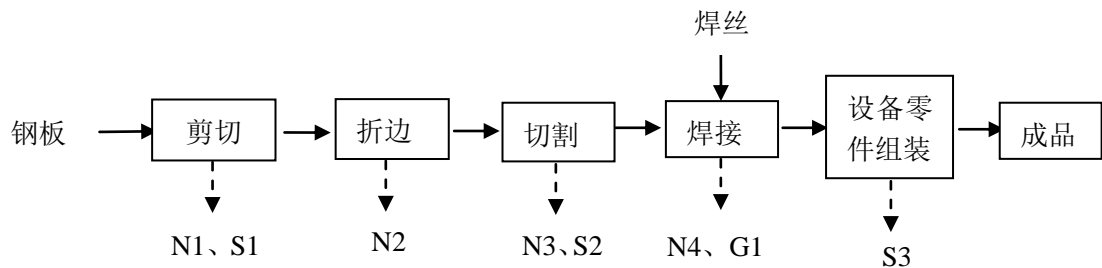 焊丝
钢板
剪切
折边
切割
焊接
设备零
件组装
成品
N1、S1
N2
N3、S2
N4、G1
S3